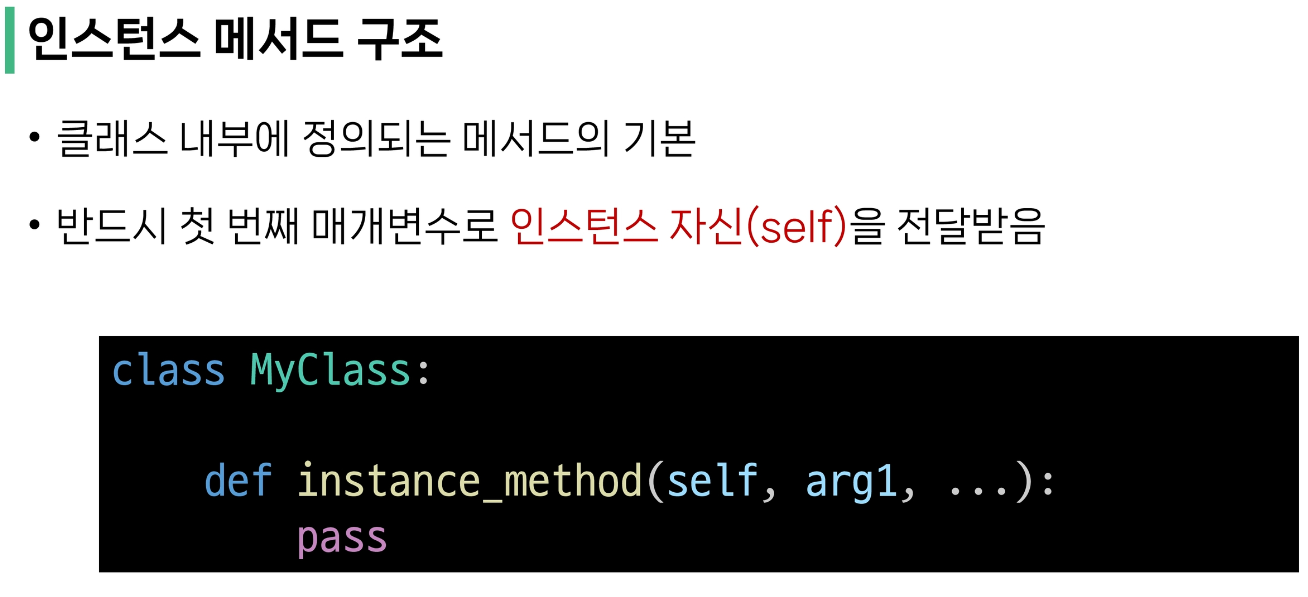 인스턴스 메서드 구조
• 클래스 내부에 정의되는 메서드의 기본
• 반드시 첫 번째 매개변수로 인스턴스 자신(self)을 전달받음
class MyClass:
    def instance_method(self, arg1, ...):
        pass